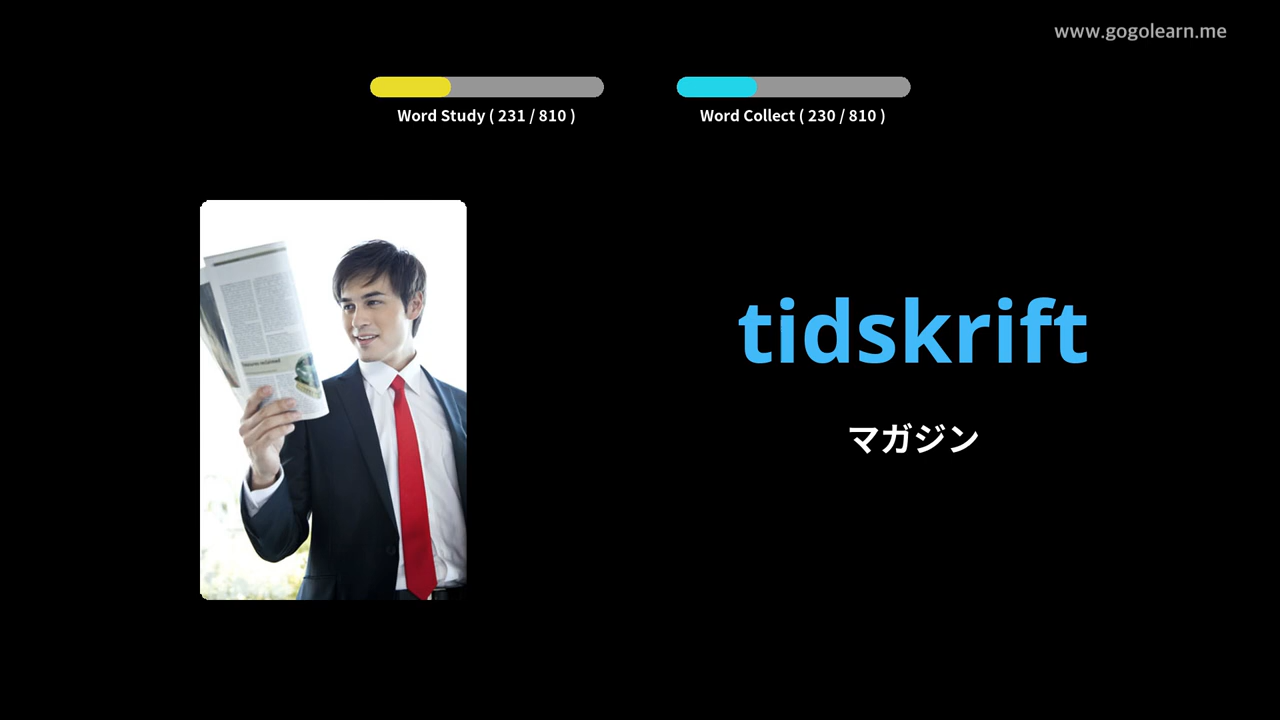 www.gogolearn.me
Word Study ( 231 / 810 )
Word Collect ( 230 / 810 )
tidskrift
マガジン